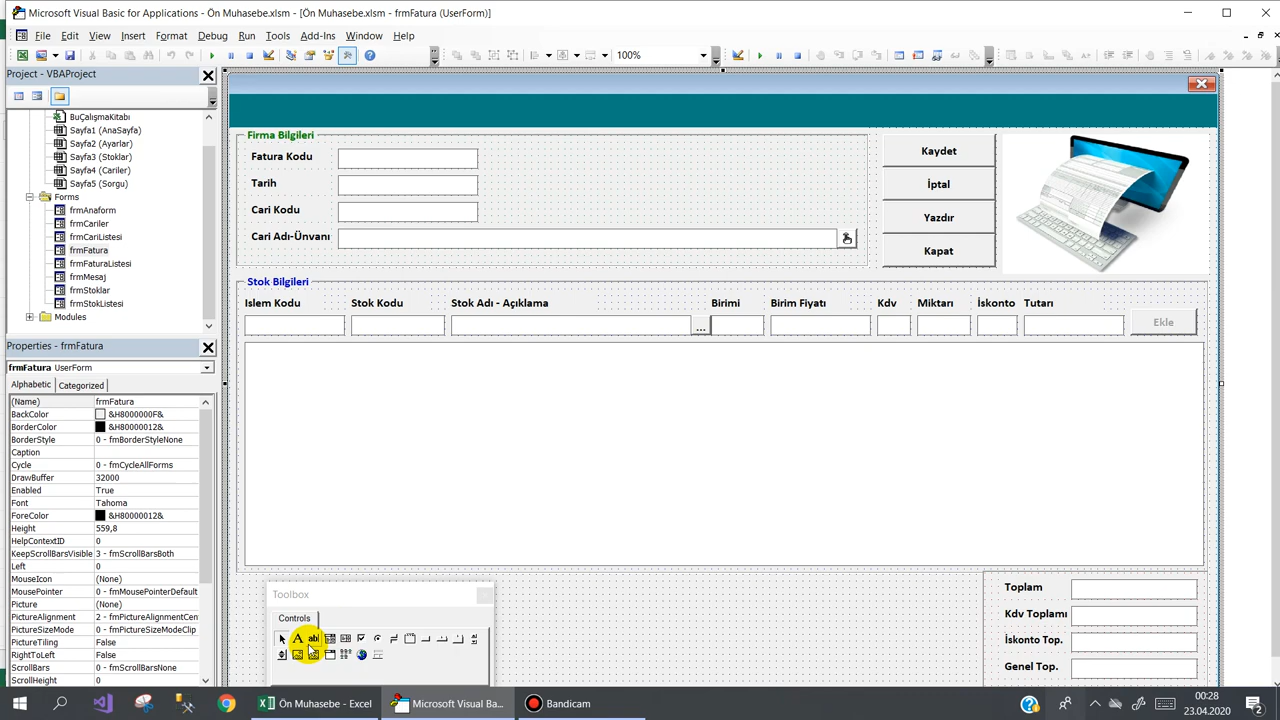 Microsoft Visual Basic for Applications - Ön Muhasebe.xlsm - [Ön Muhasebe.xlsm - frmFatura (UserForm)]
File Edit View Insert Format Debug Run Tools Add-Ins Window Help
100%
Project - VBAProject
BuÇalışmaKitabı
Sayfa1 (AnaSayfa)
Sayfa2 (Ayarlar)
Sayfa3 (Stoklar)
Sayfa4 (Cariler)
Sayfa5 (Sorgu)
Forms
frmAnaform
frmCariler
frmCariListesi
frmFatura
frmFaturaListesi
frmMesaj
frmStoklar
frmStokListesi
Modules
Properties - frmFatura
frmFatura UserForm
Alphabetic Categorized
(Name) frmFatura
BackColor &H8000000F&
BorderColor &H80000012&
BorderStyle 0 - fmBorderStyleNone
Caption
Cycle 0 - fmCycleAllForms
DrawBuffer 32000
Enabled True
Font Tahoma
ForeColor &H80000012&
Height 559,8
HelpContextID 0
KeepScrollBarsVisible 3 - fmScrollBarsBoth
Left 0
MouseIcon (None)
MousePointer 0 - fmMousePointerDefault
Picture (None)
PictureAlignment 2 - fmPictureAlignmentCen
PictureSizeMode 0 - fmPictureSizeModeClip
PictureTiling False
RightToLeft False
ScrollBars 0 - fmScrollBarsNone
ScrollHeight 0
Firma Bilgileri
Fatura Kodu
Tarih
Cari Kodu
Cari Adı-Ünvanı
Kaydet
İptal
Yazdır
Kapat
Stok Bilgileri
Islem Kodu Stok Kodu Stok Adı - Açıklama Birimi Birim Fiyatı Kdv Miktarı İskonto Tutarı
... Ekle
Toolbox
Controls
A abl
Toplam
Kdv Toplamı
İskonto Top.
Genel Top.
Ön Muhasebe - Excel
Microsoft Visual Ba...
Bandicam
00:28
23.04.2020
2